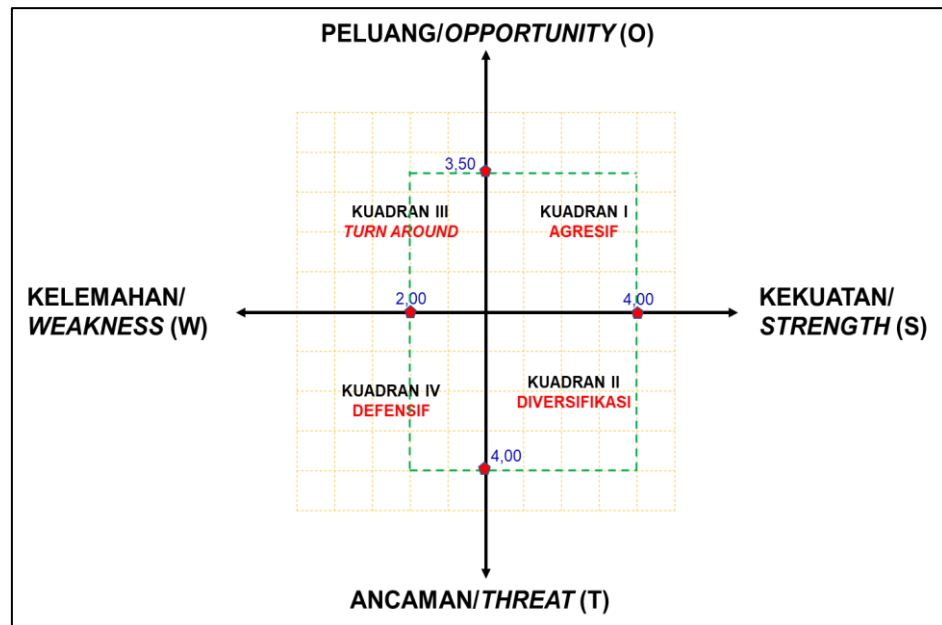 PELUANG/OPPORTUNITY (O)
3,50
KUADRAN III
TURN AROUND
KUADRAN I
AGRESIF
KELEMAHAN/
WEAKNESS (W)
2,00
4,00
KEKUATAN/
STRENGTH (S)
KUADRAN IV
DEFENSIF
KUADRAN II
DIVERSIFIKASI
4,00
ANCAMAN/THREAT (T)